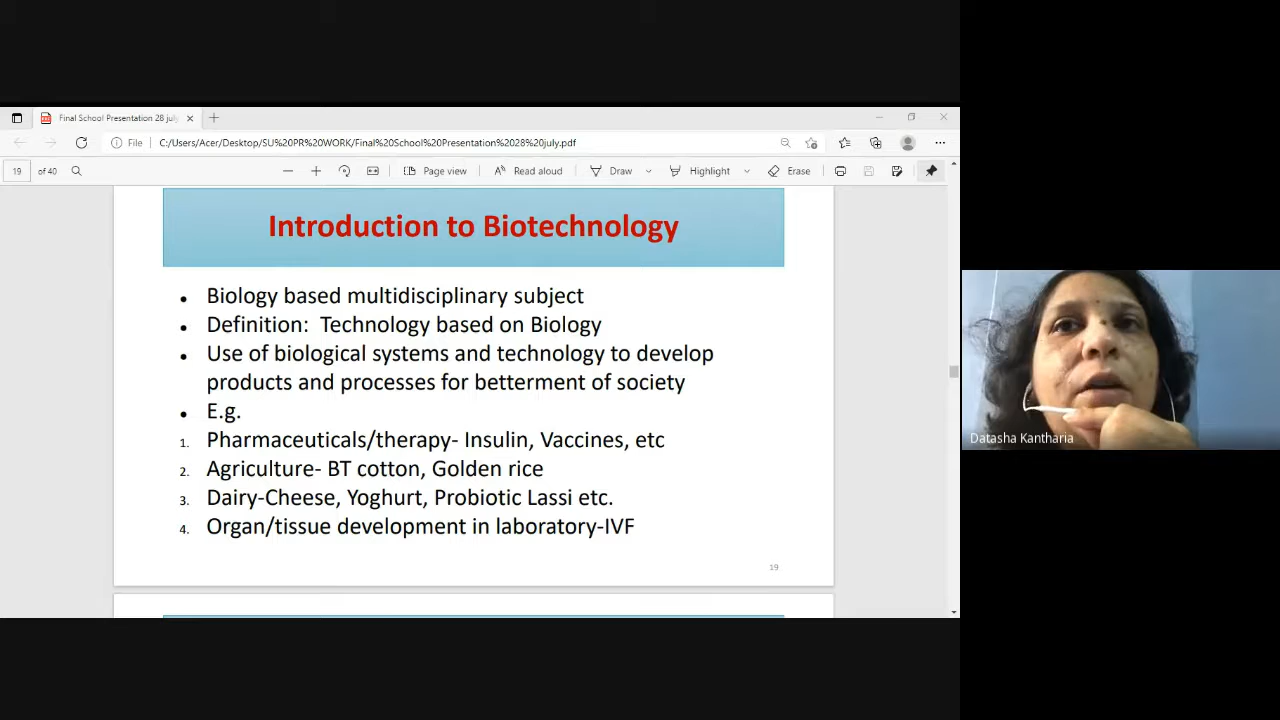 Final School Presentation 28 july
File C:/Users/Acer/Desktop/SU%20PR%20WORK/Final%20School%20Presentation%2028%20july.pdf
19 of 40 Page view Read aloud Draw Highlight Erase
Introduction to Biotechnology
• Biology based multidisciplinary subject
• Definition: Technology based on Biology
• Use of biological systems and technology to develop
products and processes for betterment of society
• E.g.
1. Pharmaceuticals/therapy- Insulin, Vaccines, etc
2. Agriculture- BT cotton, Golden rice
3. Dairy-Cheese, Yoghurt, Probiotic Lassi etc.
4. Organ/tissue development in laboratory-IVF
19
Datasha Kantharia